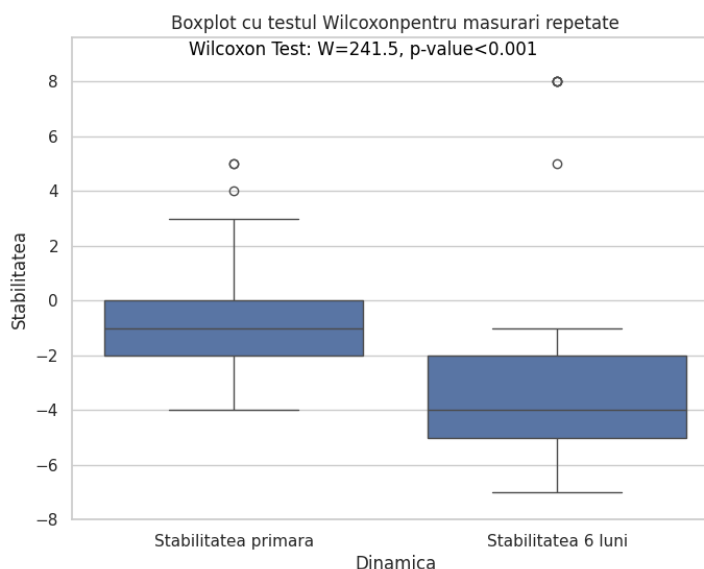 Boxplot cu testul Wilcoxonpentru masurari repetate
Wilcoxon Test: W=241.5, p-value<0.001
Stabilitatea
8
6
4
2
0
−2
−4
−6
−8
Stabilitatea primara
Stabilitatea 6 luni
Dinamica